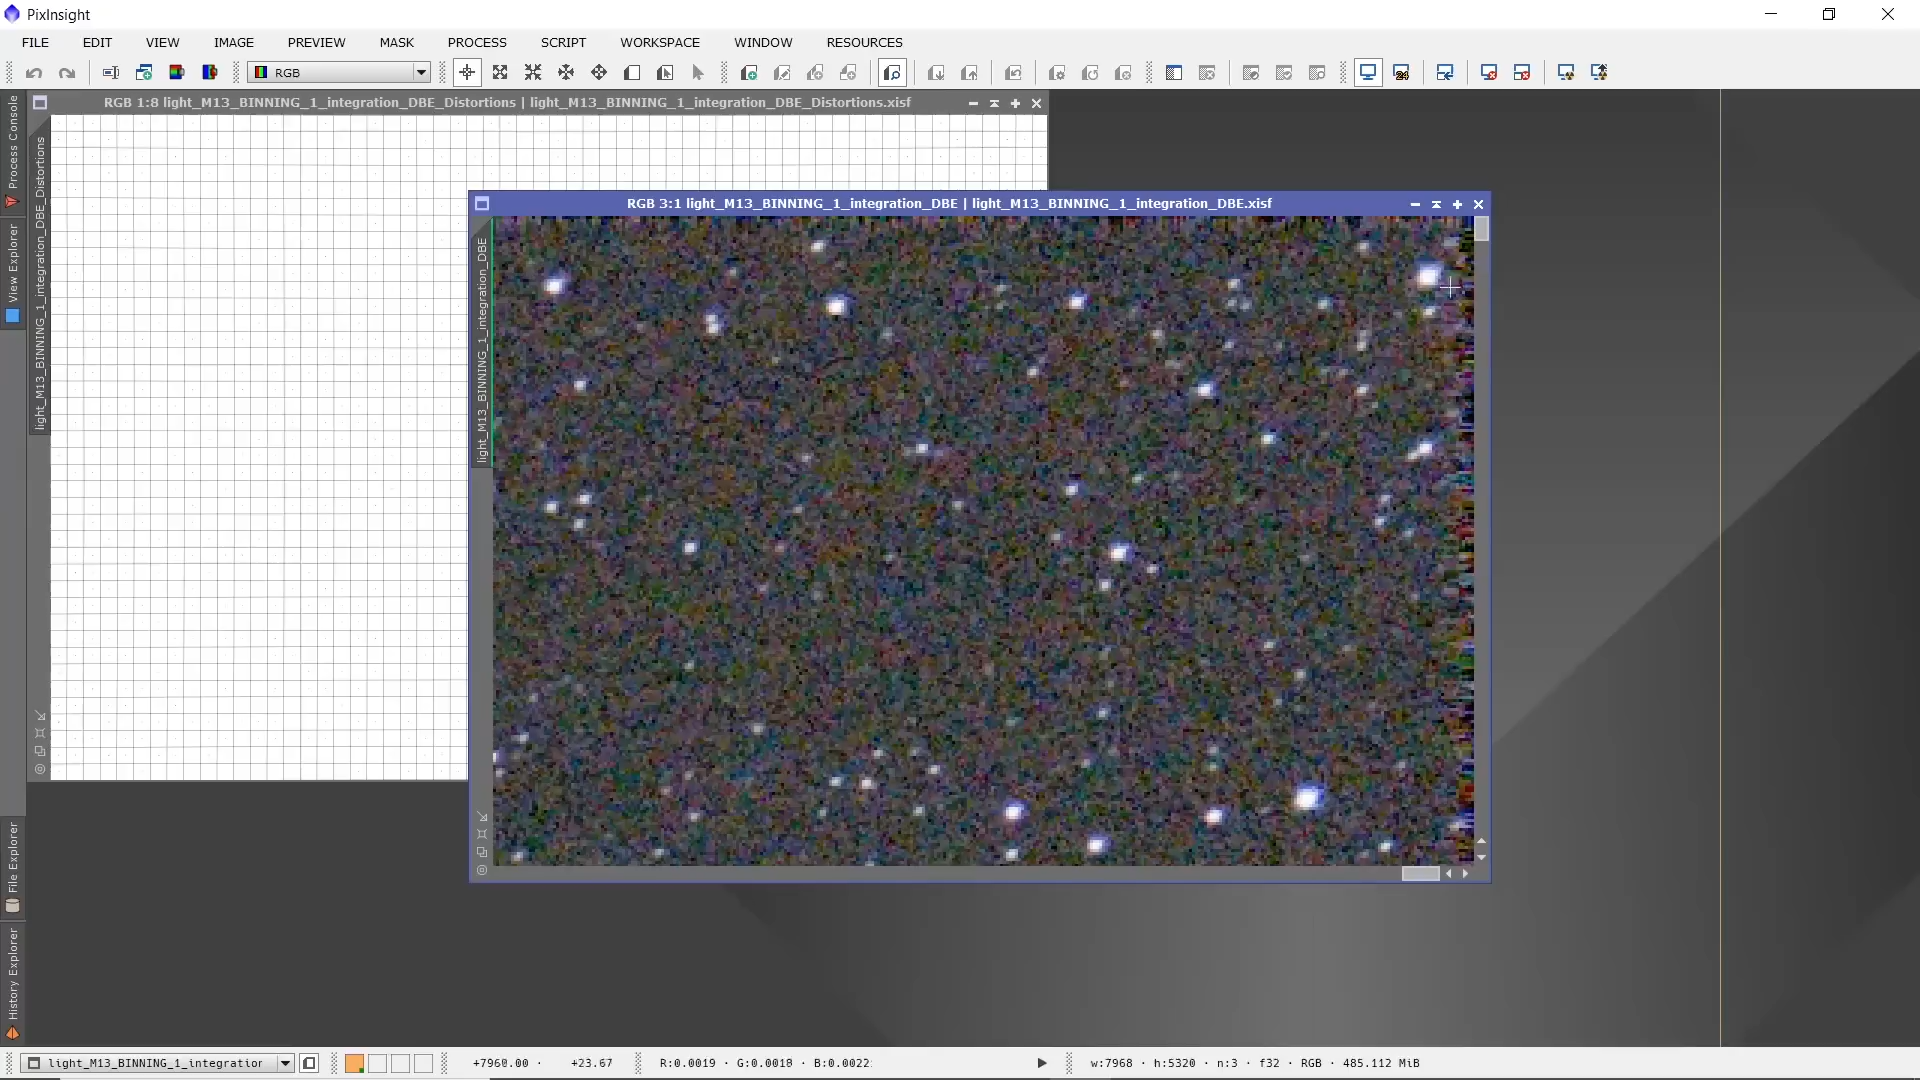 PixInsight
FILE EDIT VIEW IMAGE PREVIEW MASK PROCESS SCRIPT WORKSPACE WINDOW RESOURCES
RGB
24
RGB 1:8 light_M13_BINNING_1_integration_DBE_Distortions | light_M13_BINNING_1_integration_DBE_Distortions.xisf
Process Console
View Explorer
light_M13_BINNING_1_integration_DBE_Distortions
RGB 3:1 light_M13_BINNING_1_integration_DBE | light_M13_BINNING_1_integration_DBE.xisf
light_M13_BINNING_1_integration_DBE
File Explorer
History Explorer
light_M13_BINNING_1_integration +7960.00 · +23.67 R:0.0019 · G:0.0018 · B:0.0022 w:7968 · h:5320 · n:3 · f32 · RGB · 485.112 MiB